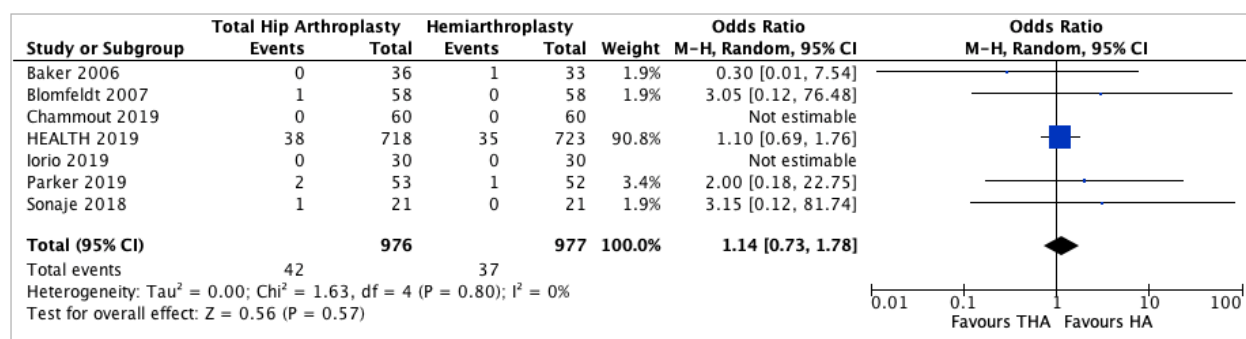 Total Hip Arthroplasty Hemiarthroplasty Odds Ratio Odds Ratio
Study or Subgroup Events Total Events Total Weight M-H, Random, 95% CI M-H, Random, 95% CI
Baker 2006 0 36 1 33 1.9% 0.30 [0.01, 7.54]
Blomfeldt 2007 1 58 0 58 1.9% 3.05 [0.12, 76.48]
Chammout 2019 0 60 0 60 Not estimable
HEALTH 2019 38 718 35 723 90.8% 1.10 [0.69, 1.76]
Iorio 2019 0 30 0 30 Not estimable
Parker 2019 2 53 1 52 3.4% 2.00 [0.18, 22.75]
Sonaje 2018 1 21 0 21 1.9% 3.15 [0.12, 81.74]
Total (95% CI) 976 977 100.0% 1.14 [0.73, 1.78]
Total events 42 37
Heterogeneity: Tau² = 0.00; Chi² = 1.63, df = 4 (P = 0.80); I² = 0%
Test for overall effect: Z = 0.56 (P = 0.57)
0.01 0.1 1 10 100
Favours THA Favours HA